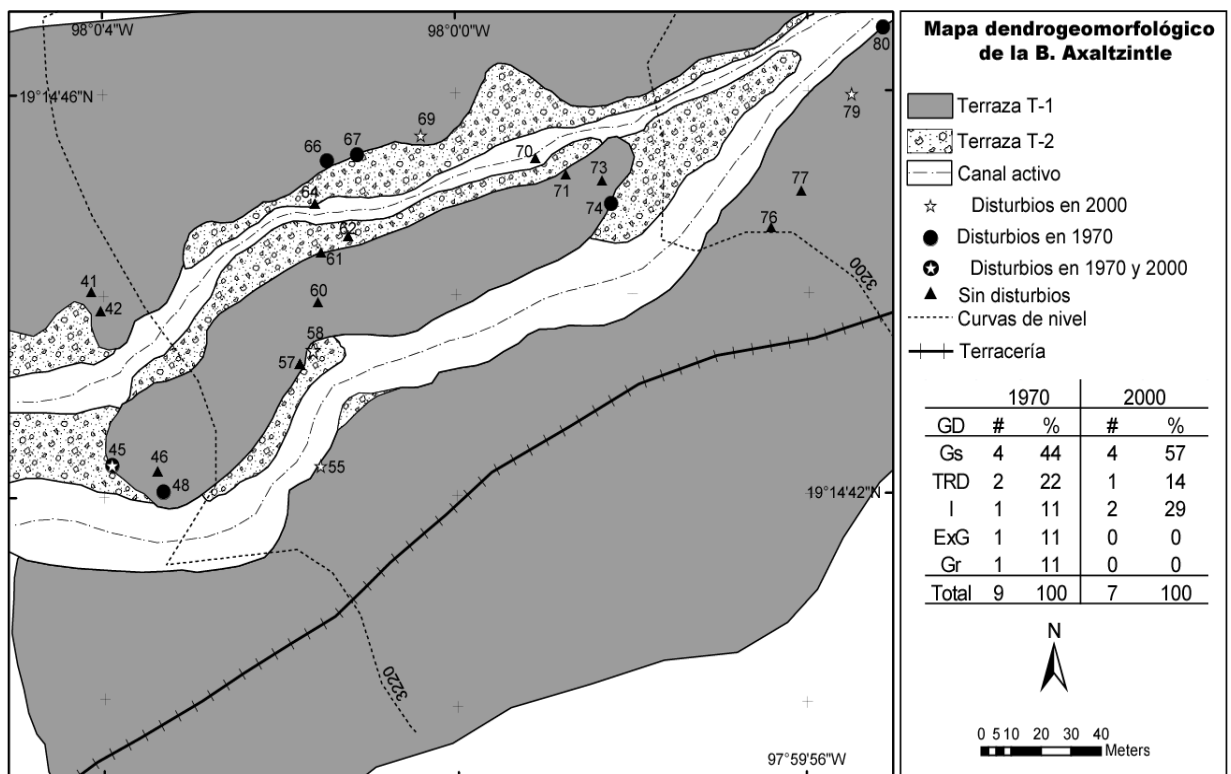 98°0'4"W
98°0'0"W
80
19°14'46"N
79
69
66
67
70
71
73
77
64
74
62
76
61
41
42
60
3200
58
57
45
46
48
55
19°14'42"N
3220
97°59'56"W
Mapa dendrogeomorfológico
de la B. Axaltzintle
Terraza T-1
Terraza T-2
Canal activo
Disturbios en 2000
Disturbios en 1970
Disturbios en 1970 y 2000
Sin disturbios
Curvas de nivel
Terracería
1970 2000
GD # % # %
Gs 4 44 4 57
TRD 2 22 1 14
I 1 11 2 29
ExG 1 11 0 0
Gr 1 11 0 0
Total 9 100 7 100
N
0 5 10 20 30 40
Meters